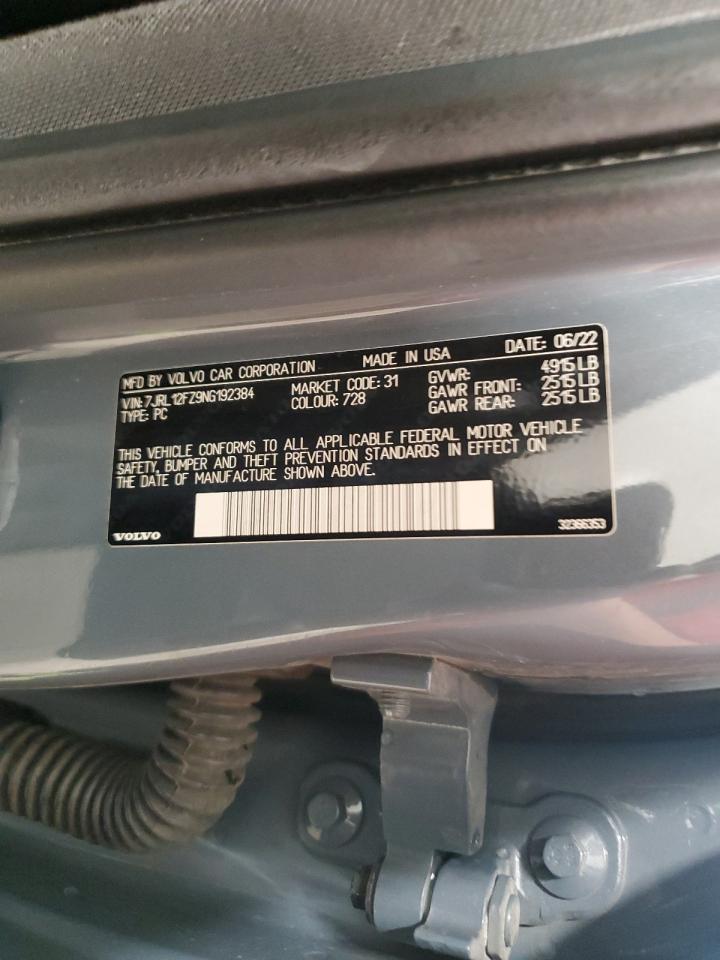 MFD BY VOLVO CAR CORPORATION MADE IN USA DATE: 06/22
VIN: 7JRL12FZ9NG192384 MARKET CODE: 31 GVWR: 4915 LB
TYPE: PC COLOUR: 728 GAWR FRONT: 2515 LB
GAWR REAR: 2515 LB
THIS VEHICLE CONFORMS TO ALL APPLICABLE FEDERAL MOTOR VEHICLE
SAFETY, BUMPER AND THEFT PREVENTION STANDARDS IN EFFECT ON
THE DATE OF MANUFACTURE SHOWN ABOVE.
VOLVO 32366353